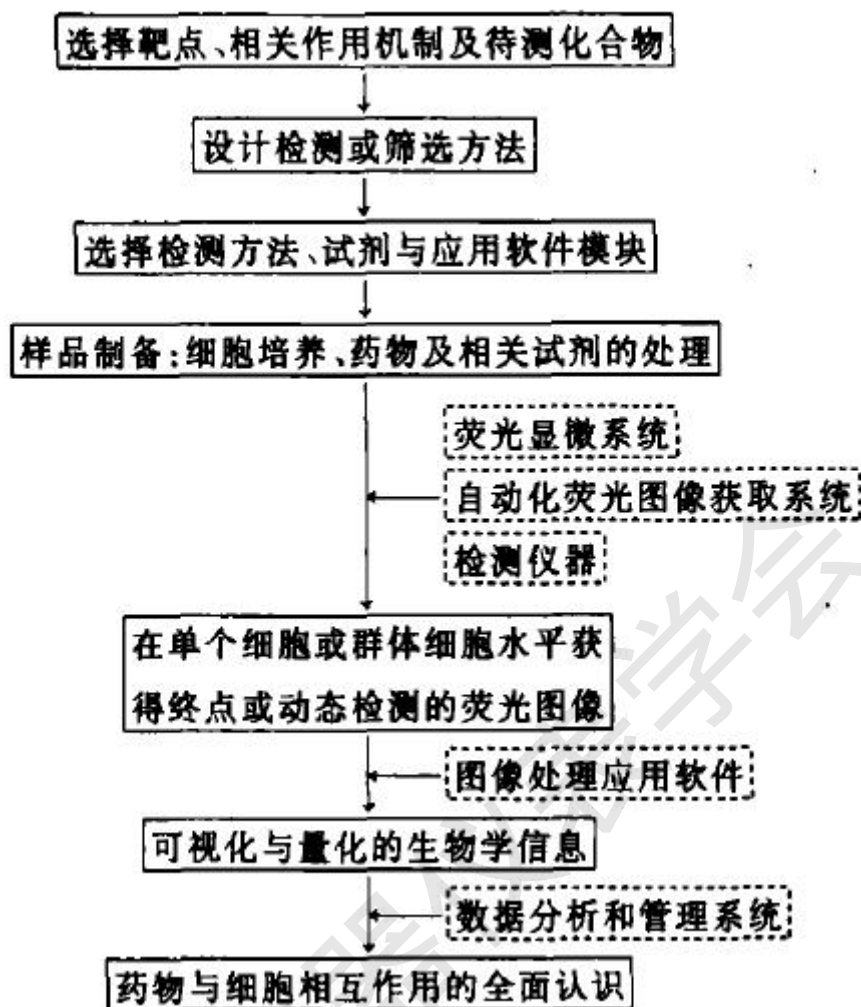 选择靶点、相关作用机制及待测化合物
设计检测或筛选方法
选择检测方法、试剂与应用软件模块
样品制备:细胞培养、药物及相关试剂的处理
荧光显微系统
自动化荧光图像获取系统
检测仪器
在单个细胞或群体细胞水平获
得终点或动态检测的荧光图像
图像处理应用软件
可视化与量化的生物学信息
数据分析和管理系统
药物与细胞相互作用的全面认识